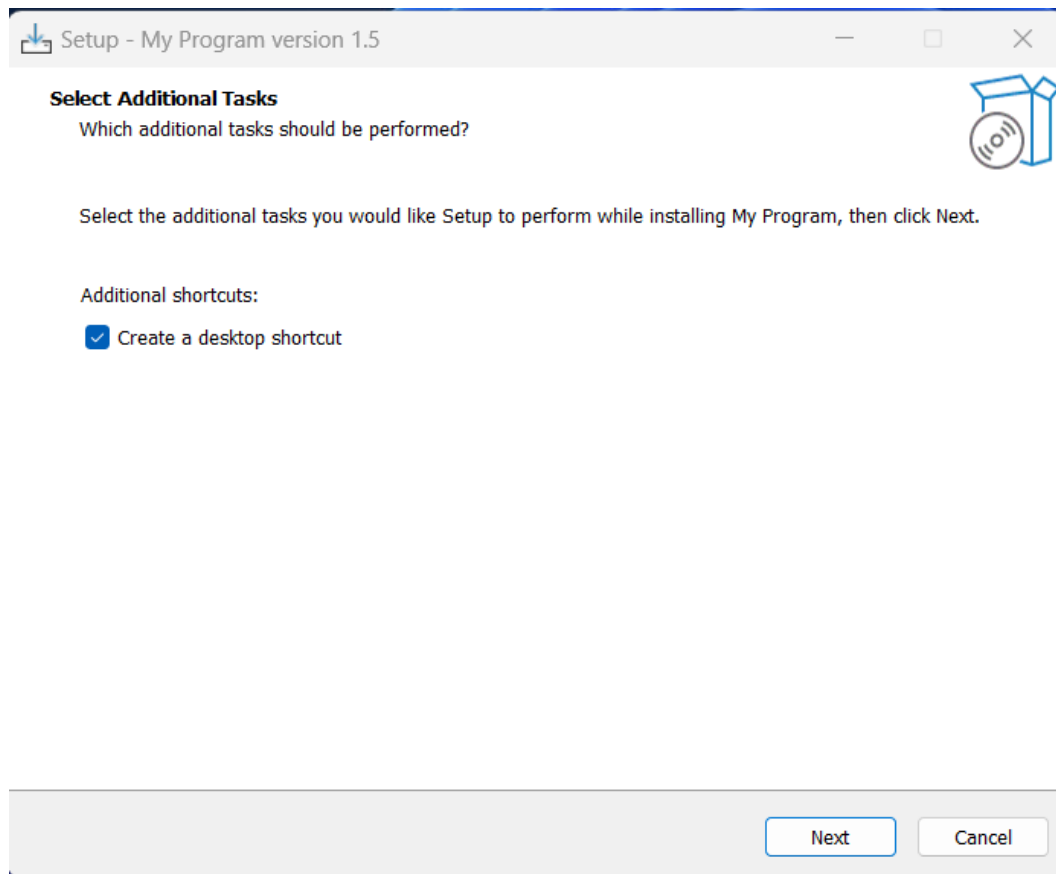 Setup - My Program version 1.5
Select Additional Tasks
Which additional tasks should be performed?
Select the additional tasks you would like Setup to perform while installing My Program, then click Next.
Additional shortcuts:
Create a desktop shortcut
Next
Cancel